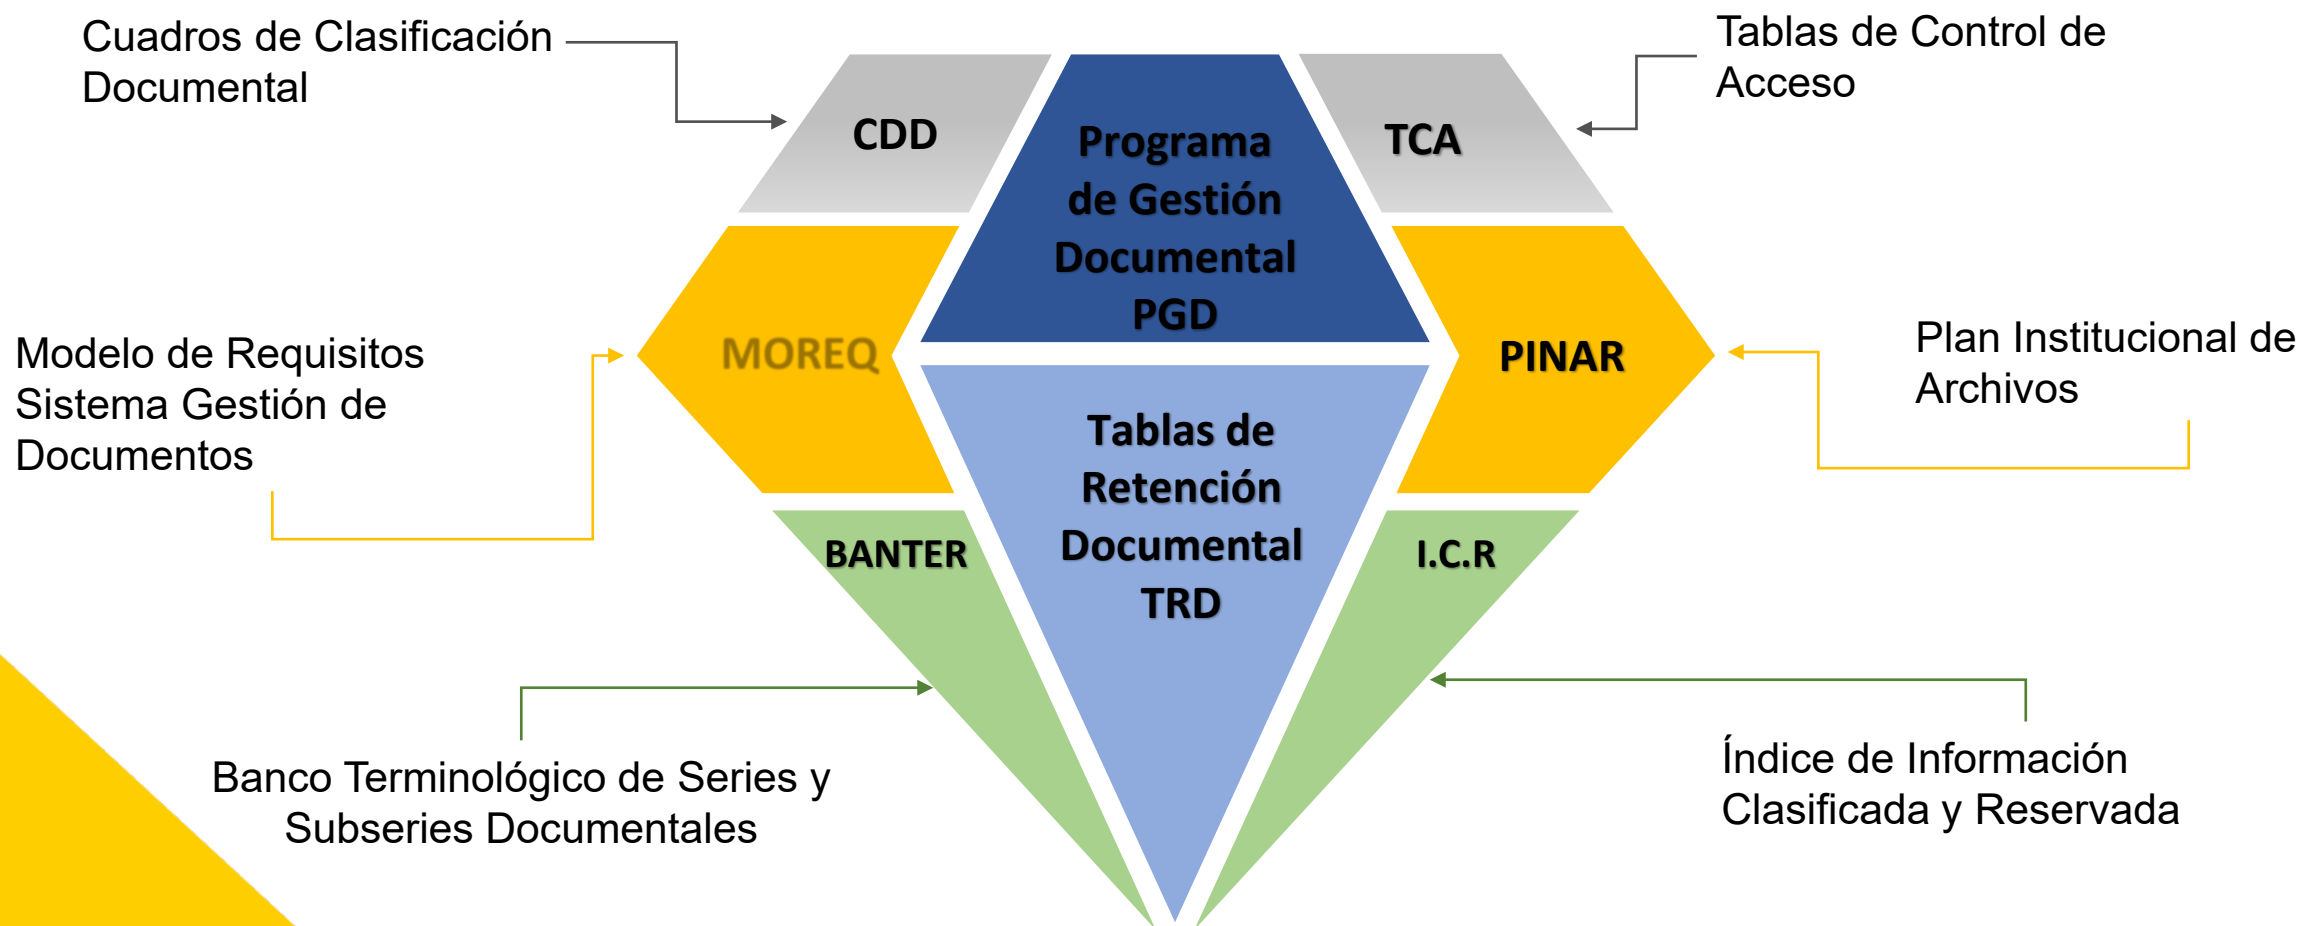 Cuadros de Clasificación
Documental
Tablas de Control de
Acceso
CDD
Programa
de Gestión
Documental
PGD
TCA
Modelo de Requisitos
Sistema Gestión de
Documentos
MOREQ
PINAR
Plan Institucional de
Archivos
Tablas de
Retención
Documental
TRD
BANTER
I.C.R
Banco Terminológico de Series y
Subseries Documentales
Índice de Información
Clasificada y Reservada